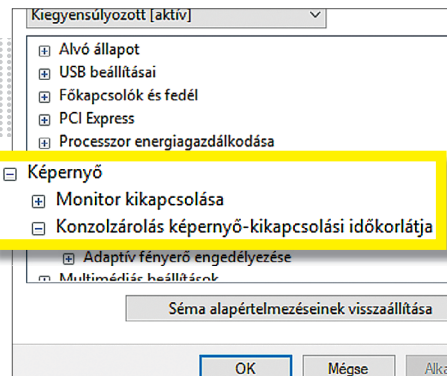 Kiegyensúlyozott [aktív]
Alvó állapot
USB beállításai
Főkapcsolók és fedél
PCI Express
Processzor energiagazdálkodása
Képernyő
Monitor kikapcsolása
Konzolzárolás képernyő-kikapcsolási időkorlátja
Adaptív fényerő engedélyezése
Multimédiás beállítások
Séma alapértelmezéseinek visszaállítása
OK
Mégse
Alka